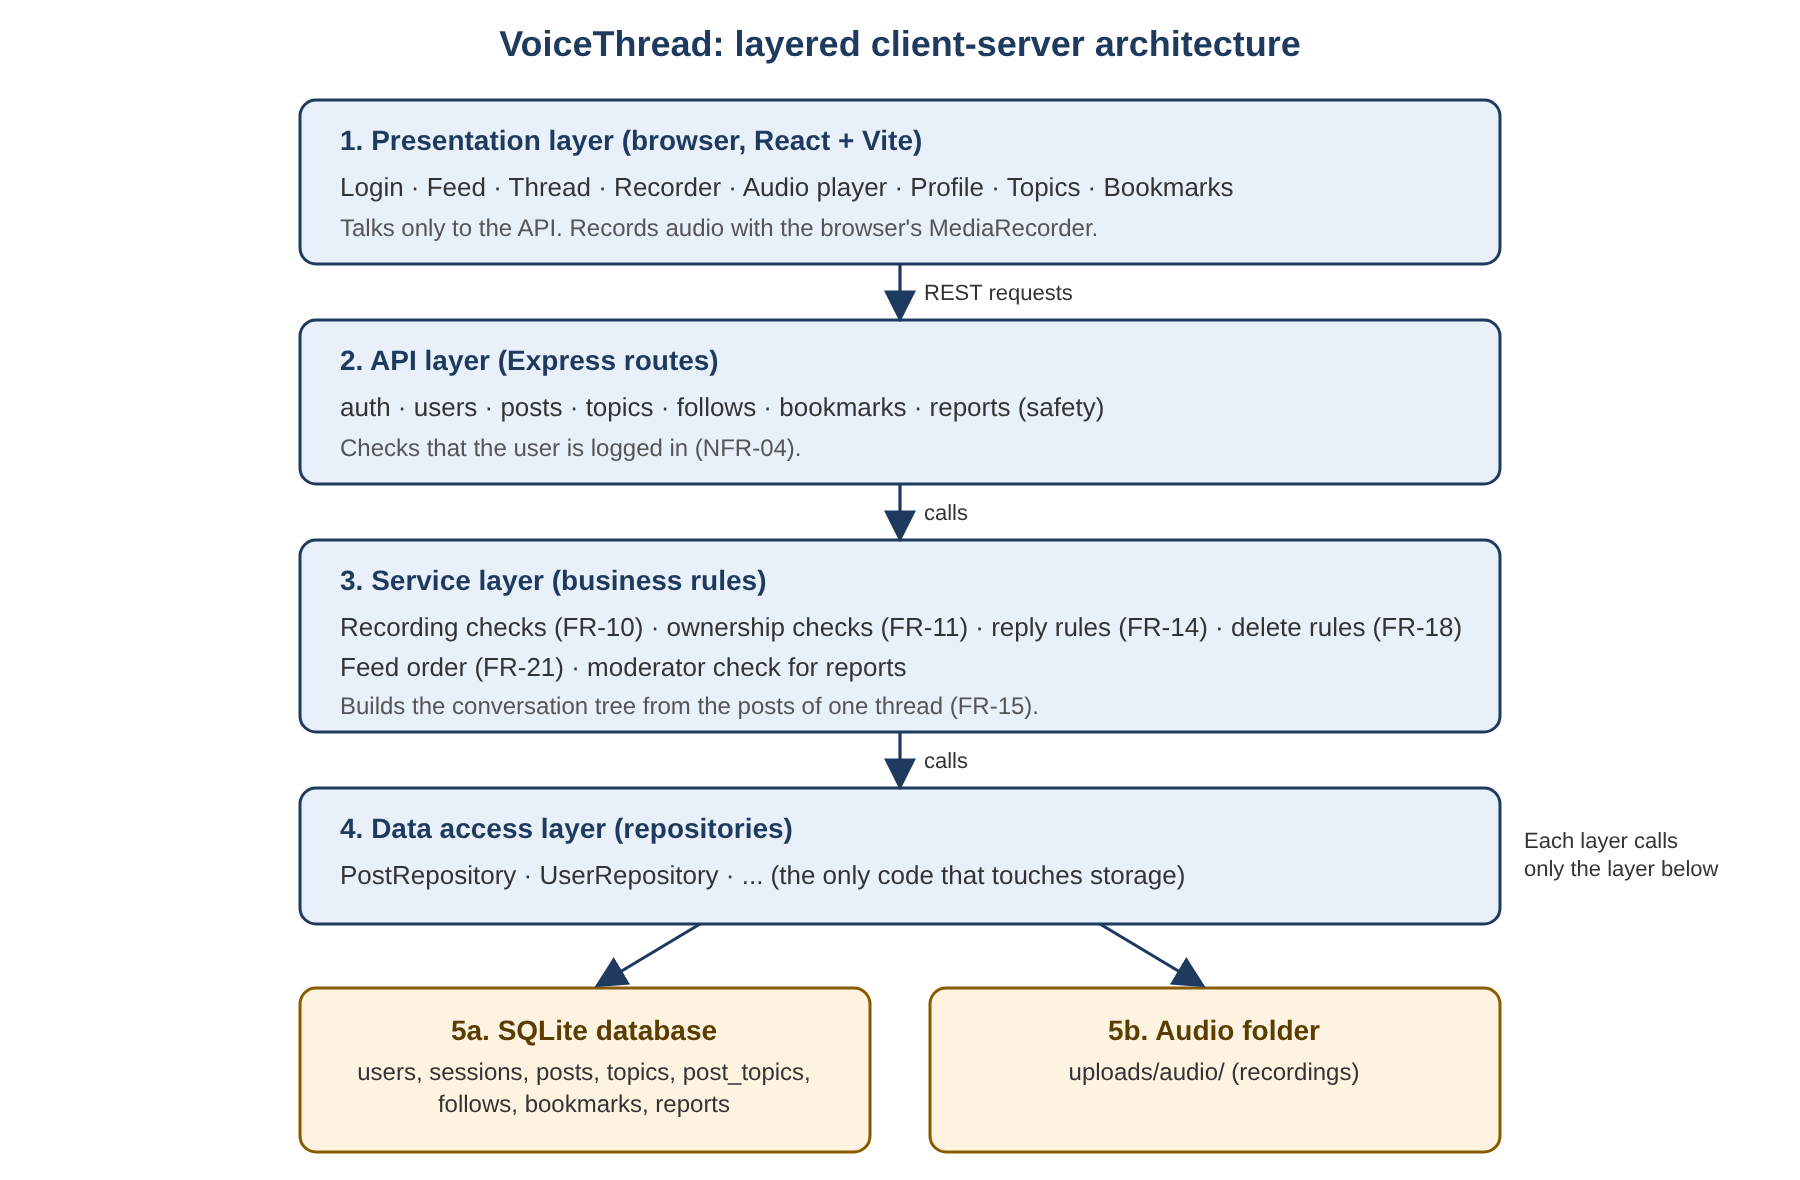 VoiceThread: layered client-server architecture
1. Presentation layer (browser, React + Vite)
Login · Feed · Thread · Recorder · Audio player · Profile · Topics · Bookmarks
Talks only to the API. Records audio with the browser's MediaRecorder.
REST requests
2. API layer (Express routes)
auth · users · posts · topics · follows · bookmarks · reports (safety)
Checks that the user is logged in (NFR-04).
calls
3. Service layer (business rules)
Recording checks (FR-10) · ownership checks (FR-11) · reply rules (FR-14) · delete rules (FR-18)
Feed order (FR-21) · moderator check for reports
Builds the conversation tree from the posts of one thread (FR-15).
calls
4. Data access layer (repositories)
PostRepository · UserRepository · ... (the only code that touches storage)
Each layer calls
only the layer below
5a. SQLite database
users, sessions, posts, topics, post_topics,
follows, bookmarks, reports
5b. Audio folder
uploads/audio/ (recordings)